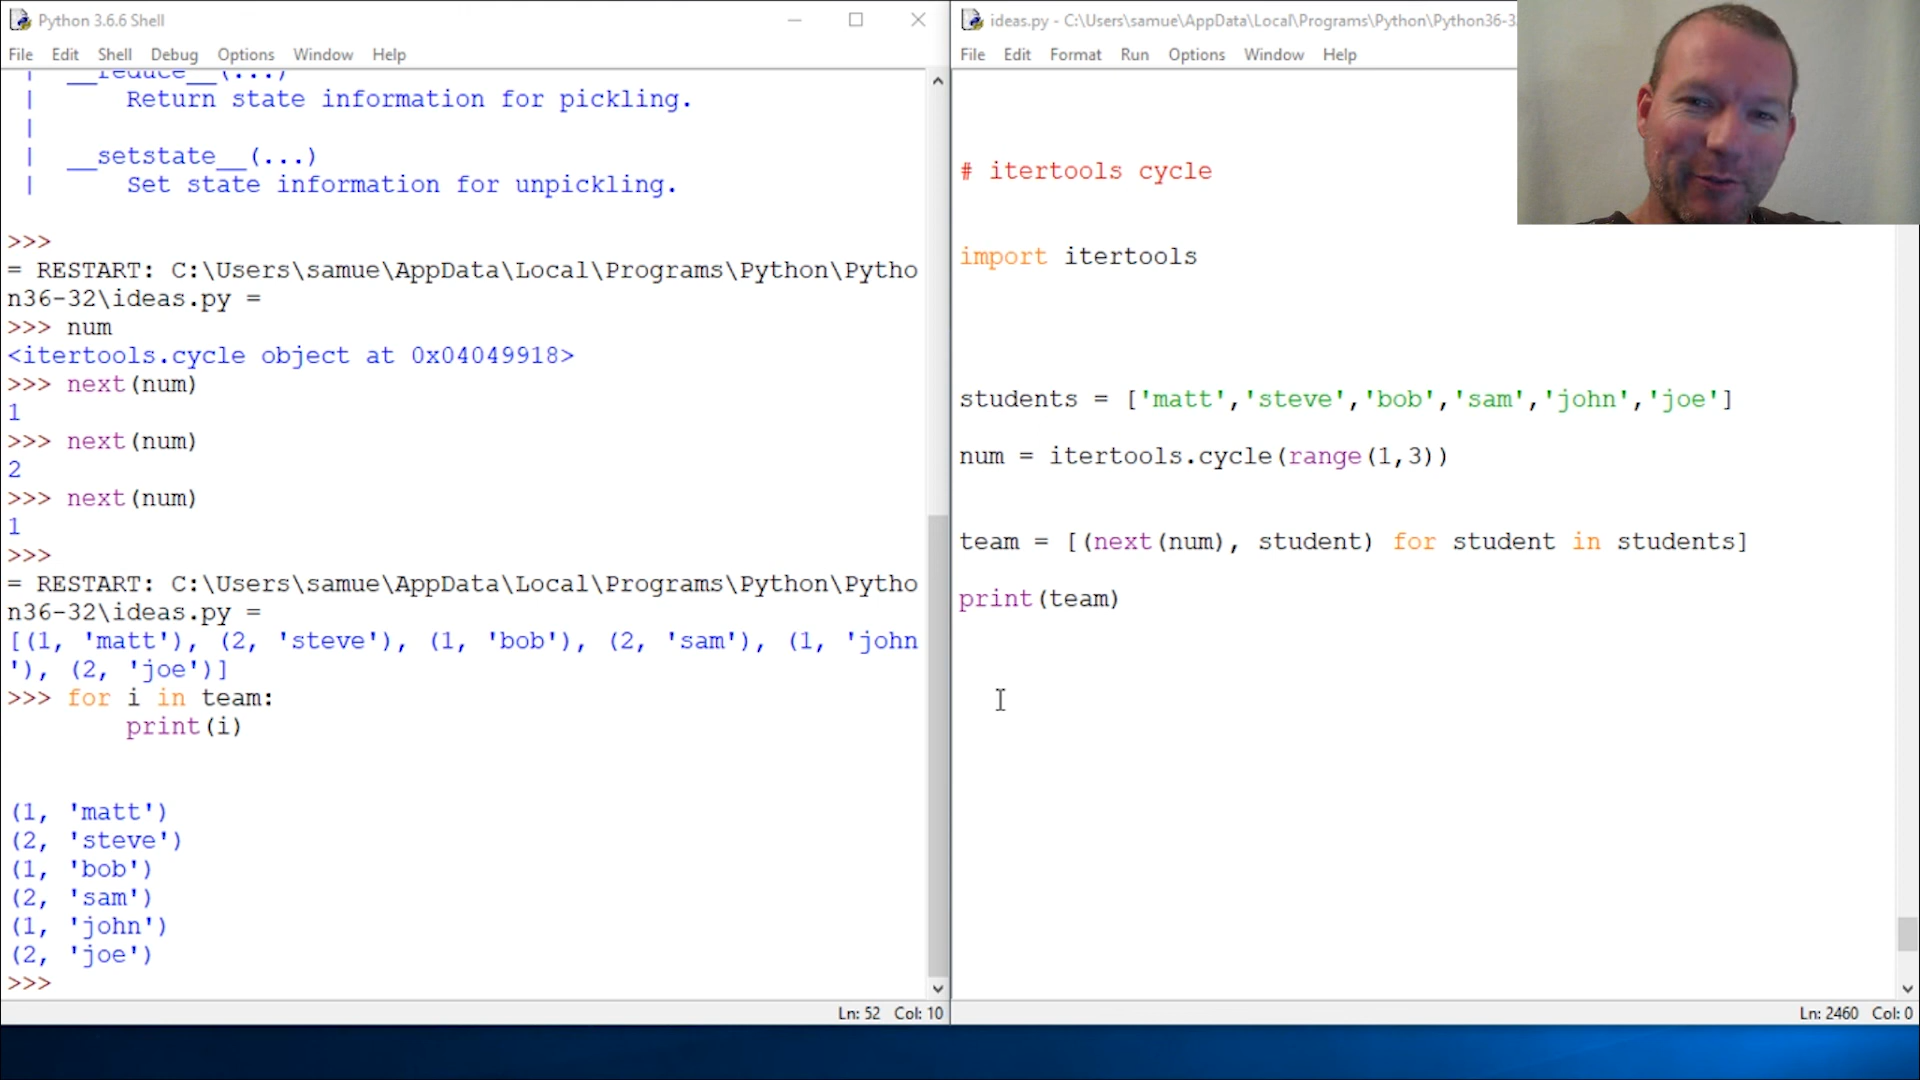 Python 3.6.6 Shell
File Edit Shell Debug Options Window Help
| __reduce__(...)
| Return state information for pickling.
|
| __setstate__(...)
| Set state information for unpickling.
>>>
= RESTART: C:\Users\samue\AppData\Local\Programs\Python\Pytho
n36-32\ideas.py =
>>> num
<itertools.cycle object at 0x04049918>
>>> next(num)
1
>>> next(num)
2
>>> next(num)
1
>>>
= RESTART: C:\Users\samue\AppData\Local\Programs\Python\Pytho
n36-32\ideas.py =
[(1, 'matt'), (2, 'steve'), (1, 'bob'), (2, 'sam'), (1, 'john
'), (2, 'joe')]
>>> for i in team:
print(i)
(1, 'matt')
(2, 'steve')
(1, 'bob')
(2, 'sam')
(1, 'john')
(2, 'joe')
>>>
Ln: 52 Col: 10
ideas.py - C:\Users\samue\AppData\Local\Programs\Python\Python36-3
File Edit Format Run Options Window Help
# itertools cycle
import itertools
students = ['matt','steve','bob','sam','john','joe']
num = itertools.cycle(range(1,3))
team = [(next(num), student) for student in students]
print(team)
Ln: 2460 Col: 0